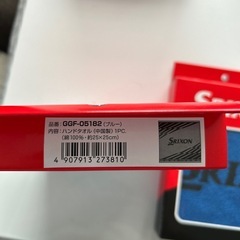 品番 GGF-05182 (ブルー)
内容:ハンドタオル(中国製)1PC.
(綿100%・約25×25cm)
4 907913 273810
SRIXON